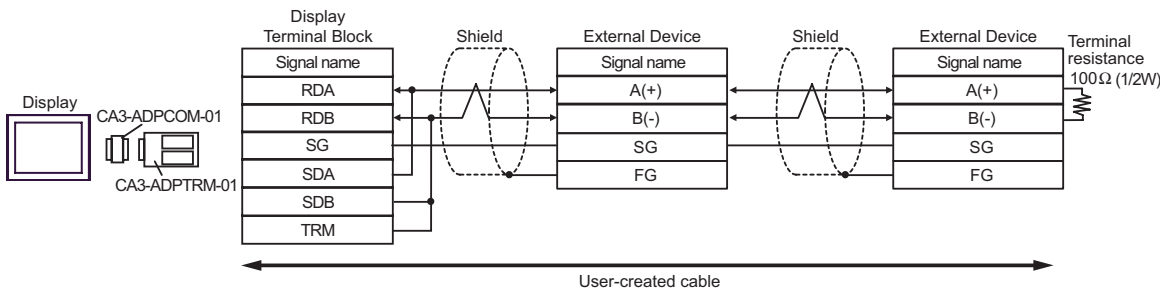 Display
Terminal Block
Signal name
RDA
RDB
SG
SDA
SDB
TRM
Shield
External Device
Signal name
A(+)
B(-)
SG
FG
Shield
External Device
Signal name
A(+)
B(-)
SG
FG
Terminal
resistance
100Ω (1/2W)
Display
CA3-ADPCOM-01
CA3-ADPTRM-01
User-created cable